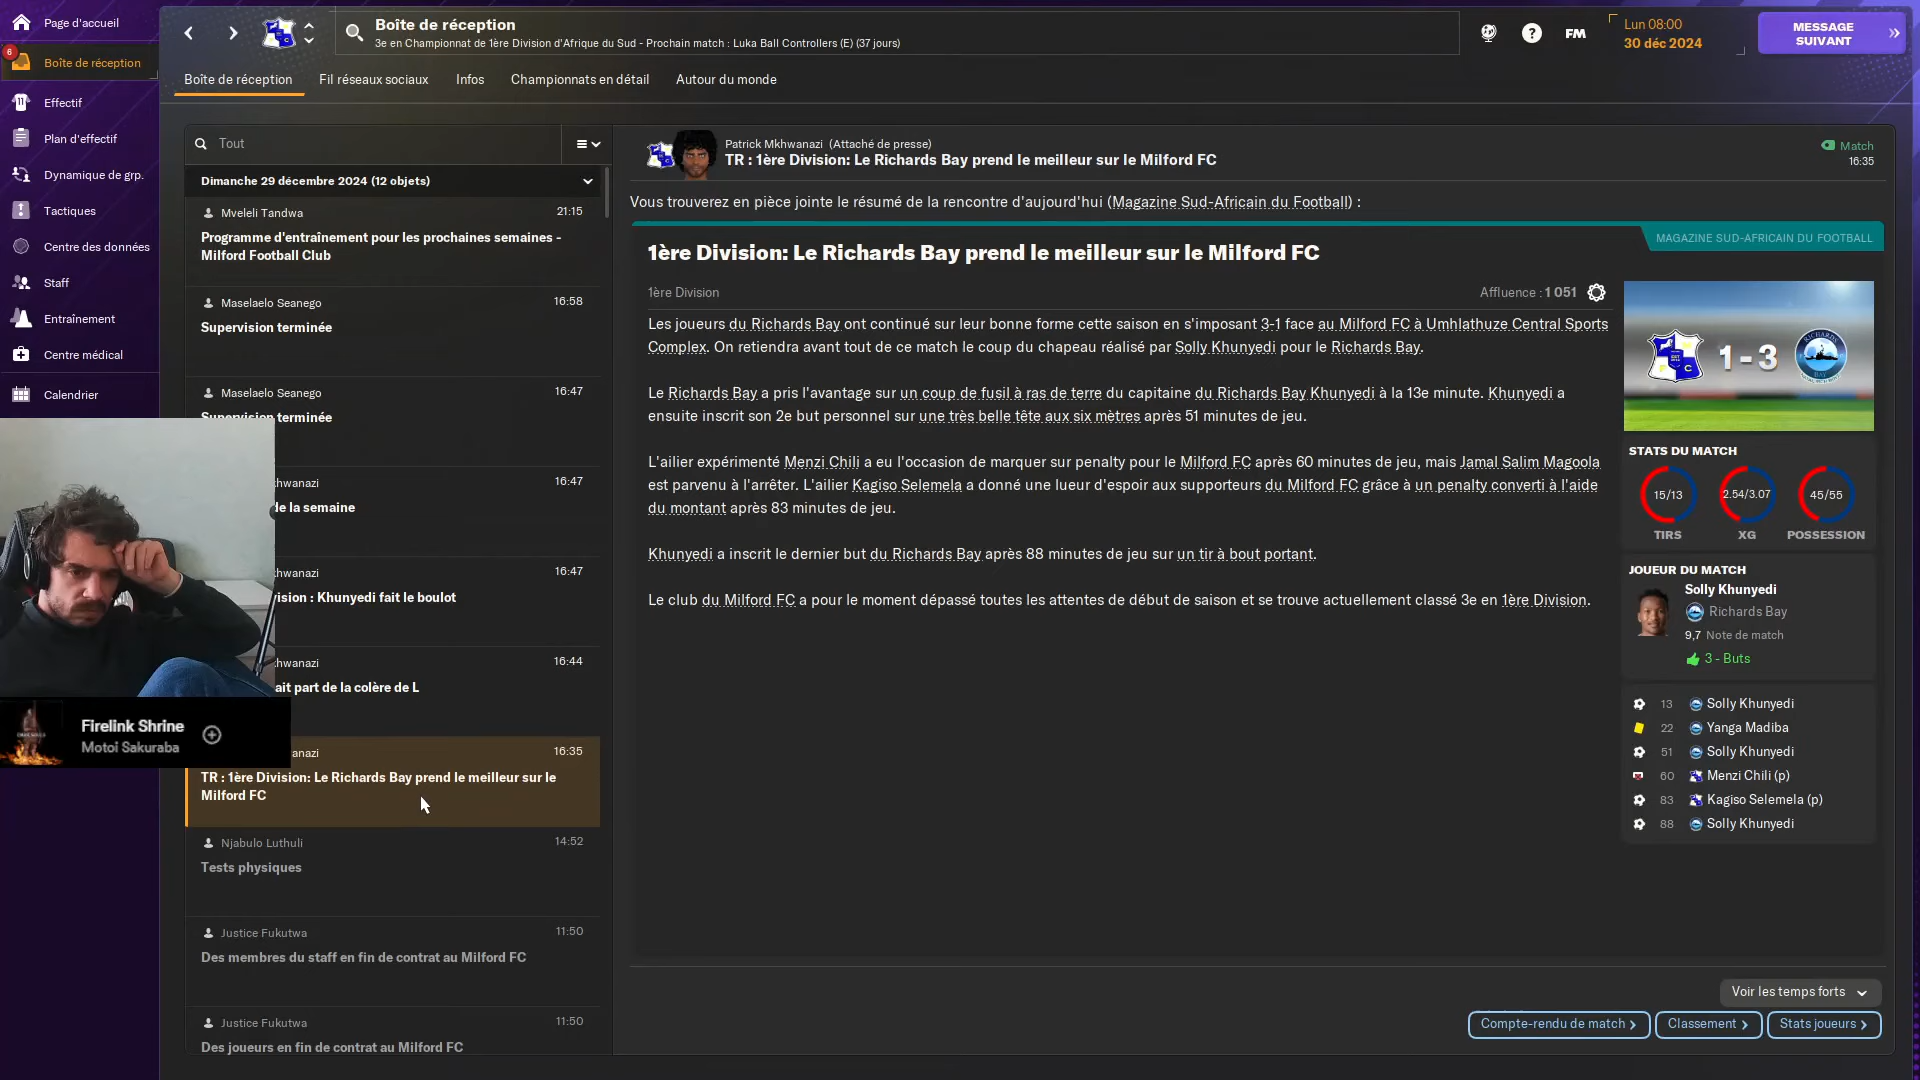 Page d'accueil
6
Boîte de réception
Effectif
Plan d'effectif
Dynamique de grp.
Tactiques
Centre des données
Staff
Entraînement
Centre médical
Calendrier
Boîte de réception
3e en Championnat de 1ère Division d'Afrique du Sud - Prochain match : Luka Ball Controllers (E) (37 jours)
FM
Lun 08:00
30 déc 2024
MESSAGE
SUIVANT
Boîte de réception
Fil réseaux sociaux
Infos
Championnats en détail
Autour du monde
Tout
Dimanche 29 décembre 2024 (12 objets)
Mveleli Tandwa 21:15
Programme d'entraînement pour les prochaines semaines -
Milford Football Club
Maselaelo Seanego 16:58
Supervision terminée
Maselaelo Seanego 16:47
Supervision terminée
hwanazi 16:47
de la semaine
hwanazi 16:47
ision : Khunyedi fait le boulot
hwanazi 16:44
ait part de la colère de L
anazi 16:35
TR : 1ère Division: Le Richards Bay prend le meilleur sur le
Milford FC
Njabulo Luthuli 14:52
Tests physiques
Justice Fukutwa 11:50
Des membres du staff en fin de contrat au Milford FC
Justice Fukutwa 11:50
Des joueurs en fin de contrat au Milford FC
Firelink Shrine
Motoi Sakuraba
Patrick Mkhwanazi (Attaché de presse)
TR : 1ère Division: Le Richards Bay prend le meilleur sur le Milford FC
Match
16:35
Vous trouverez en pièce jointe le résumé de la rencontre d'aujourd'hui (Magazine Sud-Africain du Football) :
MAGAZINE SUD-AFRICAIN DU FOOTBALL
1ère Division: Le Richards Bay prend le meilleur sur le Milford FC
1ère Division
Affluence : 1 051
Les joueurs du Richards Bay ont continué sur leur bonne forme cette saison en s'imposant 3-1 face au Milford FC à Umhlathuze Central Sports
Complex. On retiendra avant tout de ce match le coup du chapeau réalisé par Solly Khunyedi pour le Richards Bay.
Le Richards Bay a pris l'avantage sur un coup de fusil à ras de terre du capitaine du Richards Bay Khunyedi à la 13e minute. Khunyedi a
ensuite inscrit son 2e but personnel sur une très belle tête aux six mètres après 51 minutes de jeu.
L'ailier expérimenté Menzi Chili a eu l'occasion de marquer sur penalty pour le Milford FC après 60 minutes de jeu, mais Jamal Salim Magoola
est parvenu à l'arrêter. L'ailier Kagiso Selemela a donné une lueur d'espoir aux supporteurs du Milford FC grâce à un penalty converti à l'aide
du montant après 83 minutes de jeu.
Khunyedi a inscrit le dernier but du Richards Bay après 88 minutes de jeu sur un tir à bout portant.
Le club du Milford FC a pour le moment dépassé toutes les attentes de début de saison et se trouve actuellement classé 3e en 1ère Division.
1 - 3
STATS DU MATCH
15/13
2.54/3.07
45/55
TIRS
XG
POSSESSION
JOUEUR DU MATCH
Solly Khunyedi
Richards Bay
9,7 Note de match
3 - Buts
13 Solly Khunyedi
22 Yanga Madiba
51 Solly Khunyedi
60 Menzi Chili (p)
83 Kagiso Selemela (p)
88 Solly Khunyedi
Voir les temps forts
Compte-rendu de match
Classement
Stats joueurs